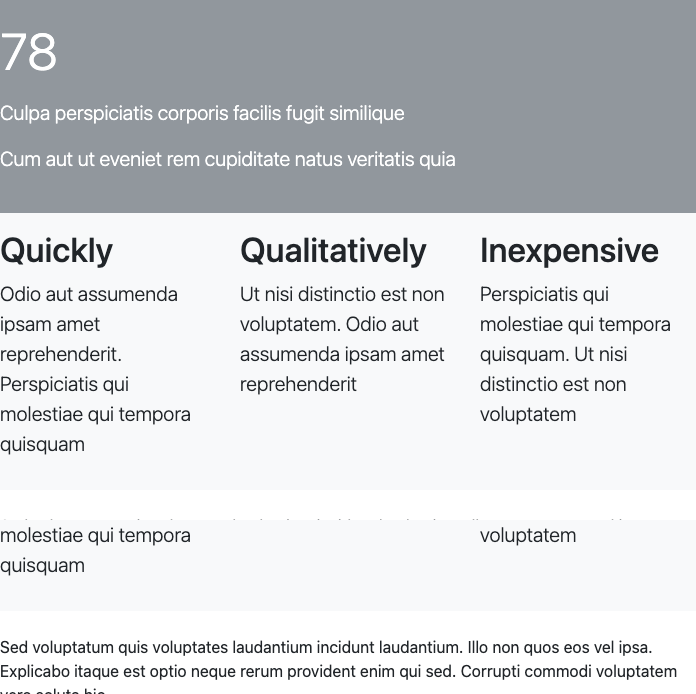 78
Culpa perspiciatis corporis facilis fugit similique
Cum aut ut eveniet rem cupiditate natus veritatis quia
Quickly
Odio aut assumenda
ipsam amet
reprehenderit.
Perspiciatis qui
molestiae qui tempora
quisquam
Qualitatively
Ut nisi distinctio est non
voluptatem. Odio aut
assumenda ipsam amet
reprehenderit
Inexpensive
Perspiciatis qui
molestiae qui tempora
quisquam. Ut nisi
distinctio est non
voluptatem
molestiae qui tempora
quisquam
voluptatem
Sed voluptatum quis voluptates laudantium incidunt laudantium. Illo non quos eos vel ipsa.
Explicabo itaque est optio neque rerum provident enim qui sed. Corrupti commodi voluptatem